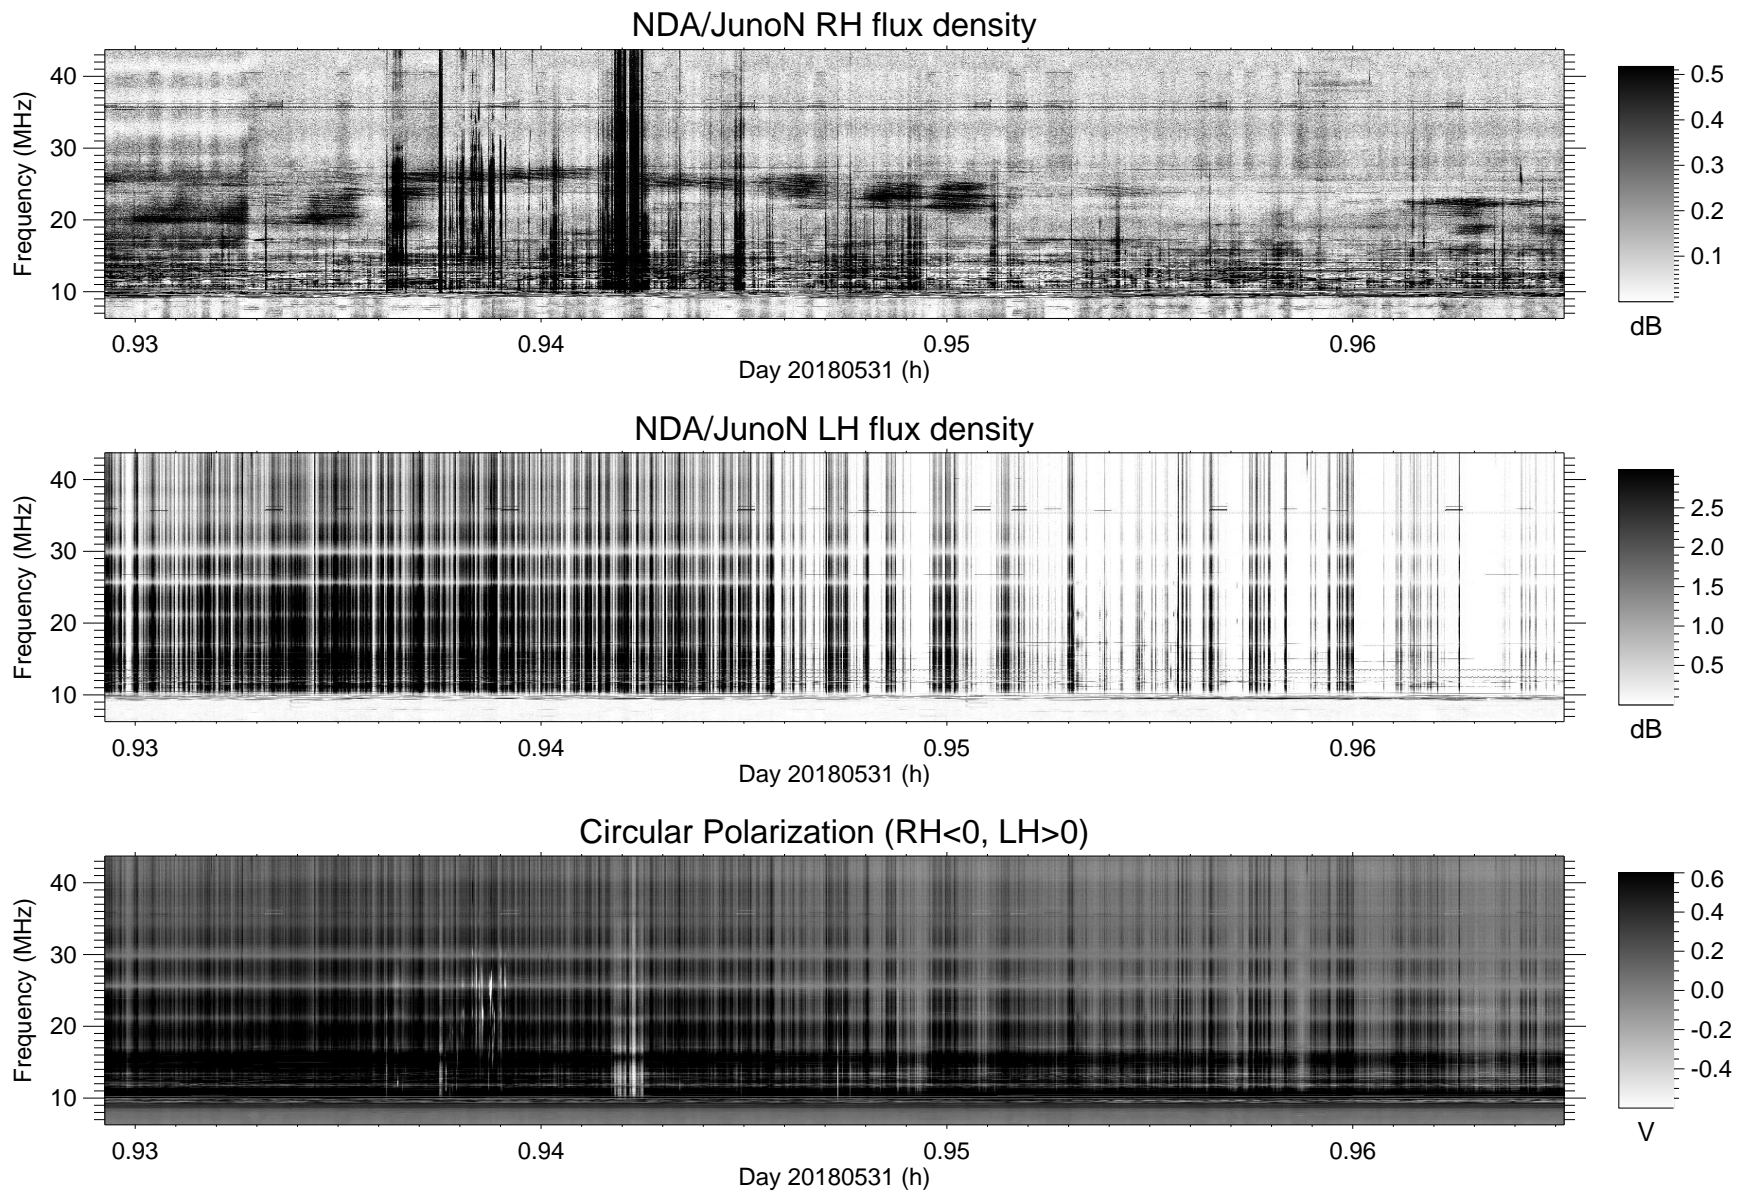 NDA/JunoN RH flux density
Frequency (MHz)
40
30
20
10
0.93 0.94 0.95 0.96
Day 20180531 (h)
0.5
0.4
0.3
0.2
0.1
dB
NDA/JunoN LH flux density
Frequency (MHz)
40
30
20
10
0.93 0.94 0.95 0.96
Day 20180531 (h)
2.5
2.0
1.5
1.0
0.5
dB
Circular Polarization (RH<0, LH>0)
Frequency (MHz)
40
30
20
10
0.93 0.94 0.95 0.96
Day 20180531 (h)
0.6
0.4
0.2
0.0
-0.2
-0.4
V